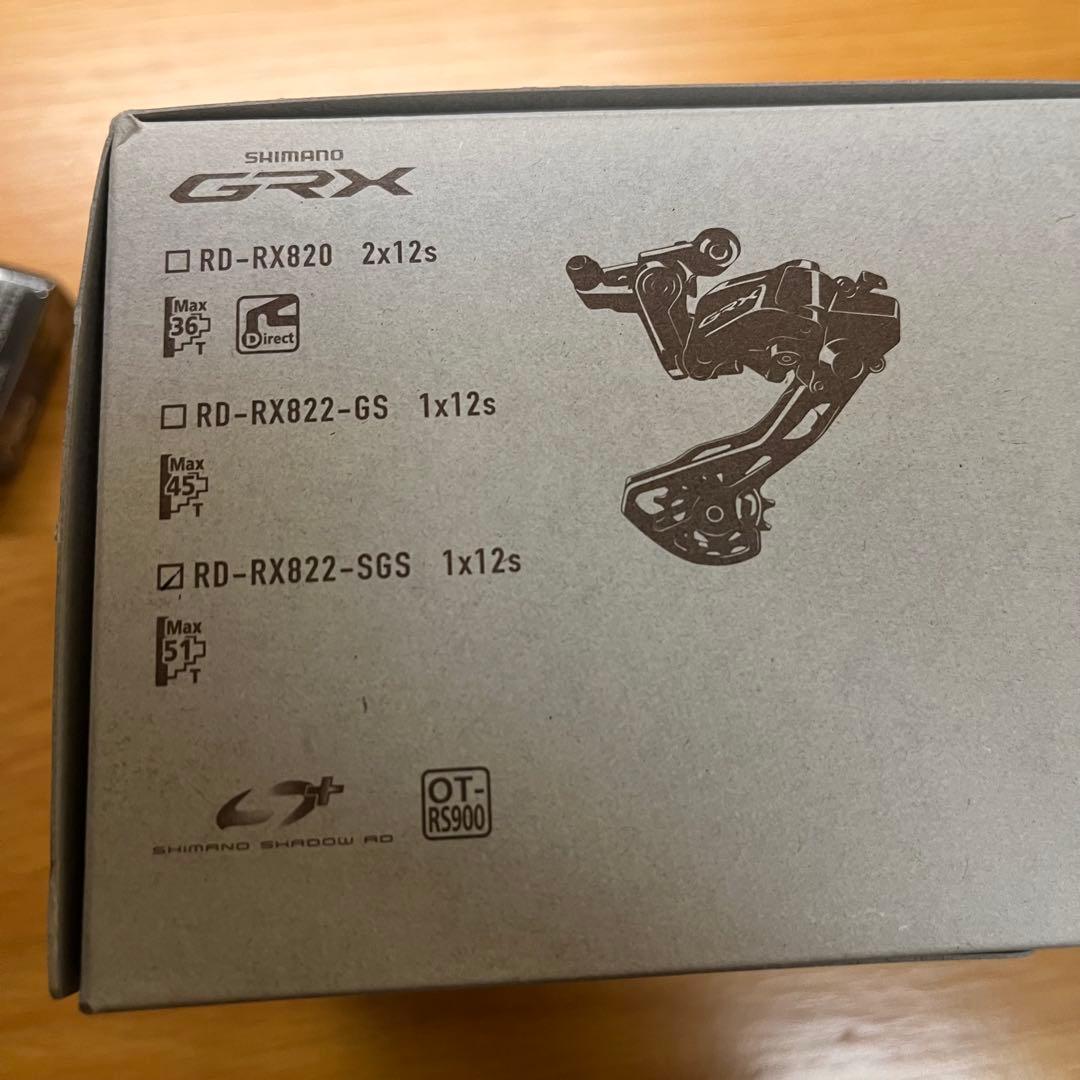 SHIMANO
GRX
RD-RX820 2x12s
Max
36
T
Direct
RD-RX822-GS 1x12s
Max
45
T
RD-RX822-SGS 1x12s
Max
51
T
GRX
SHIMANO SHADOW RD
+
OT-
RS900